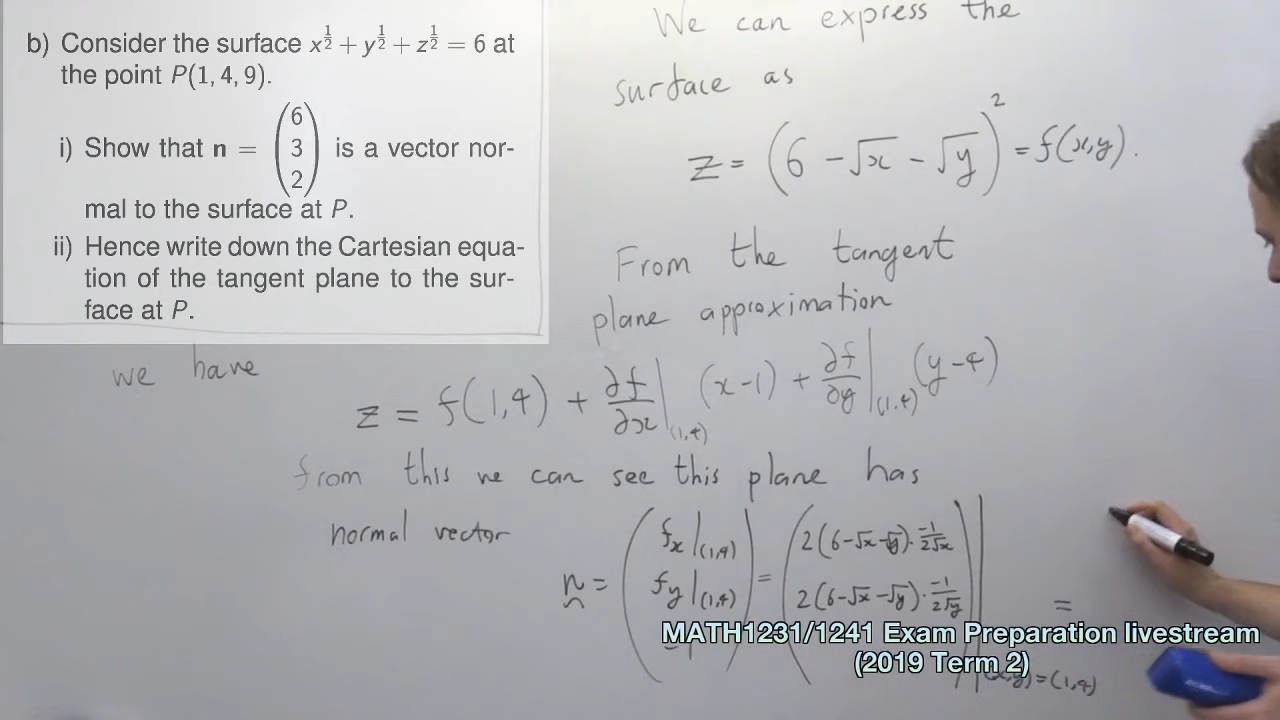 b) Consider the surface x^{1/2} + y^{1/2} + z^{1/2} = 6 at
the point P(1, 4, 9).
i) Show that n = (6 3 2) is a vector nor-
mal to the surface at P.
ii) Hence write down the Cartesian equa-
tion of the tangent plane to the sur-
face at P.
We can express the
surface as
z = (6 - √x - √y)² = f(x,y).
From the tangent
plane approximation
we have
z = f(1,4) + ∂f/∂x|(1,4) (x-1) + ∂f/∂y|(1,4) (y-4)
from this we can see this plane has
normal vector
n = (fx|(1,4) fy|(1,4) -1) = (2(6-√x-√y)·-1/2√x 2(6-√x-√y)·-1/2√y)|(x,y)=(1,4) =
MATH1231/1241 Exam Preparation livestream
(2019 Term 2)